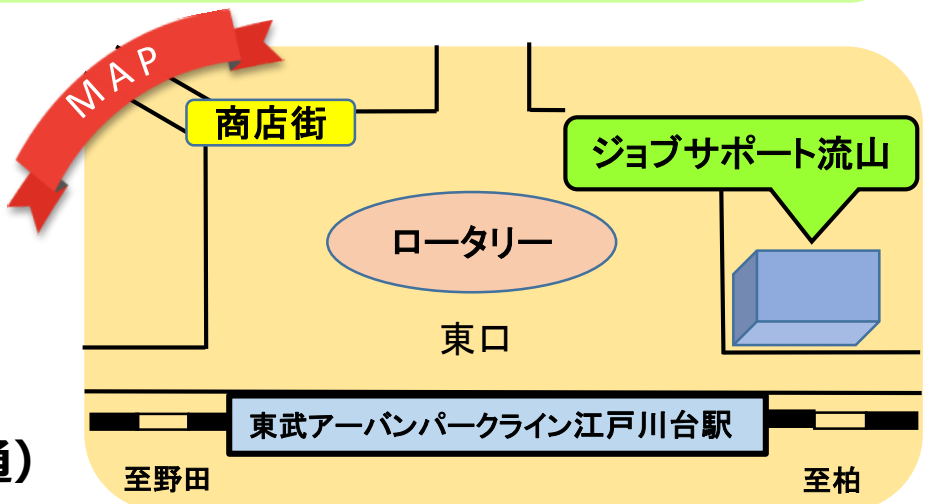 MAP
商店街
ジョブサポート流山
ロータリー
東口
東武アーバンパークライン江戸川台駅
通）
至野田
至柏